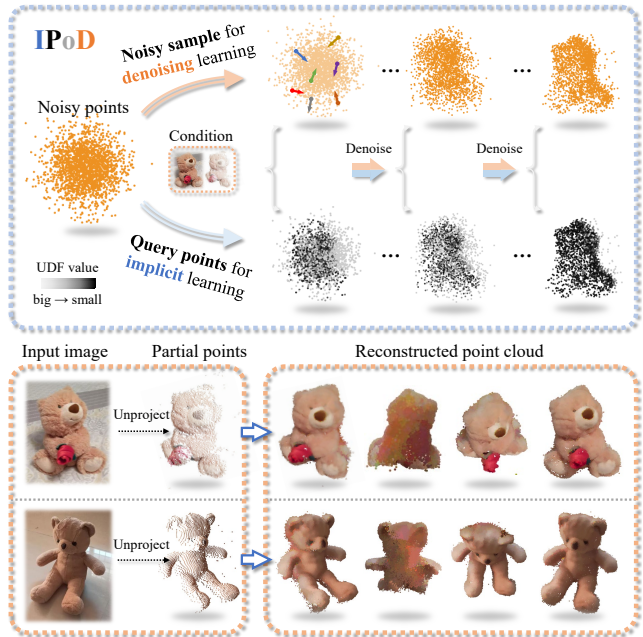 IPoD
Noisy sample for
denoising learning
...
...
Noisy points
Condition
Denoise
Denoise
Query points for
implicit learning
...
...
UDF value
big → small
Input image
Partial points
Reconstructed point cloud
Unproject
Unproject